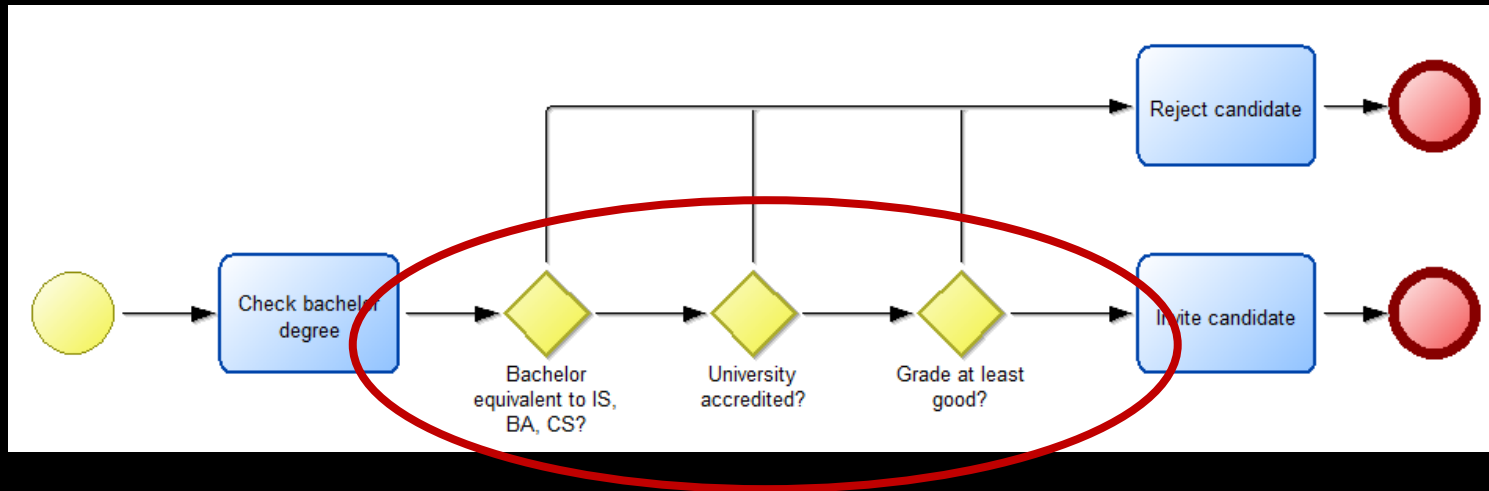 Reject candidate
Check bachelor
degree
Invite candidate
Bachelor
equivalent to IS,
BA, CS?
University
accredited?
Grade at least
good?